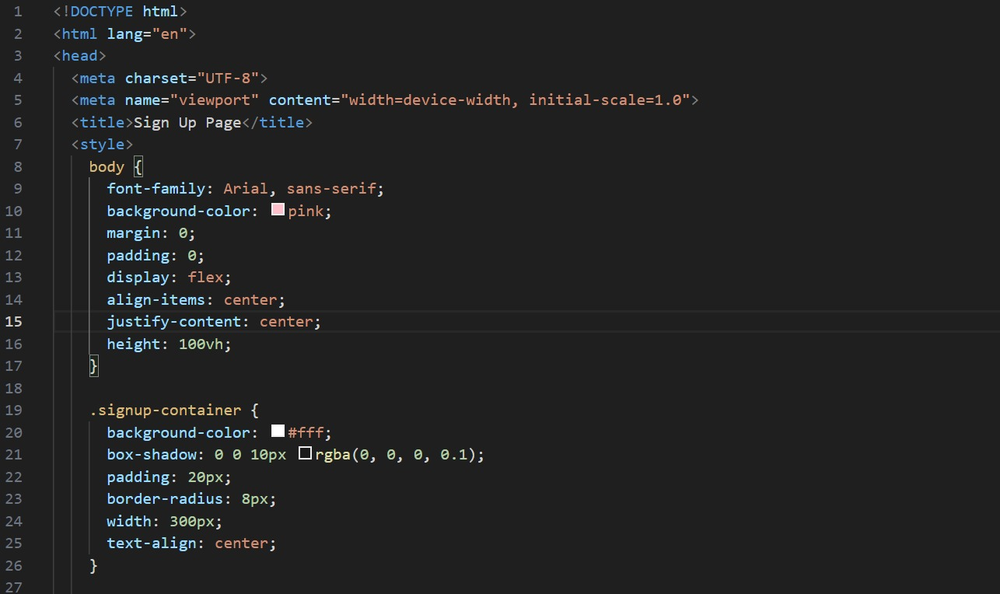 1 <!DOCTYPE html>
2 <html lang="en">
3 <head>
4 <meta charset="UTF-8">
5 <meta name="viewport" content="width=device-width, initial-scale=1.0">
6 <title>Sign Up Page</title>
7 <style>
8 body {
9 font-family: Arial, sans-serif;
10 background-color: pink;
11 margin: 0;
12 padding: 0;
13 display: flex;
14 align-items: center;
15 justify-content: center;
16 height: 100vh;
17 }
18
19 .signup-container {
20 background-color: #fff;
21 box-shadow: 0 0 10px rgba(0, 0, 0, 0.1);
22 padding: 20px;
23 border-radius: 8px;
24 width: 300px;
25 text-align: center;
26 }
27